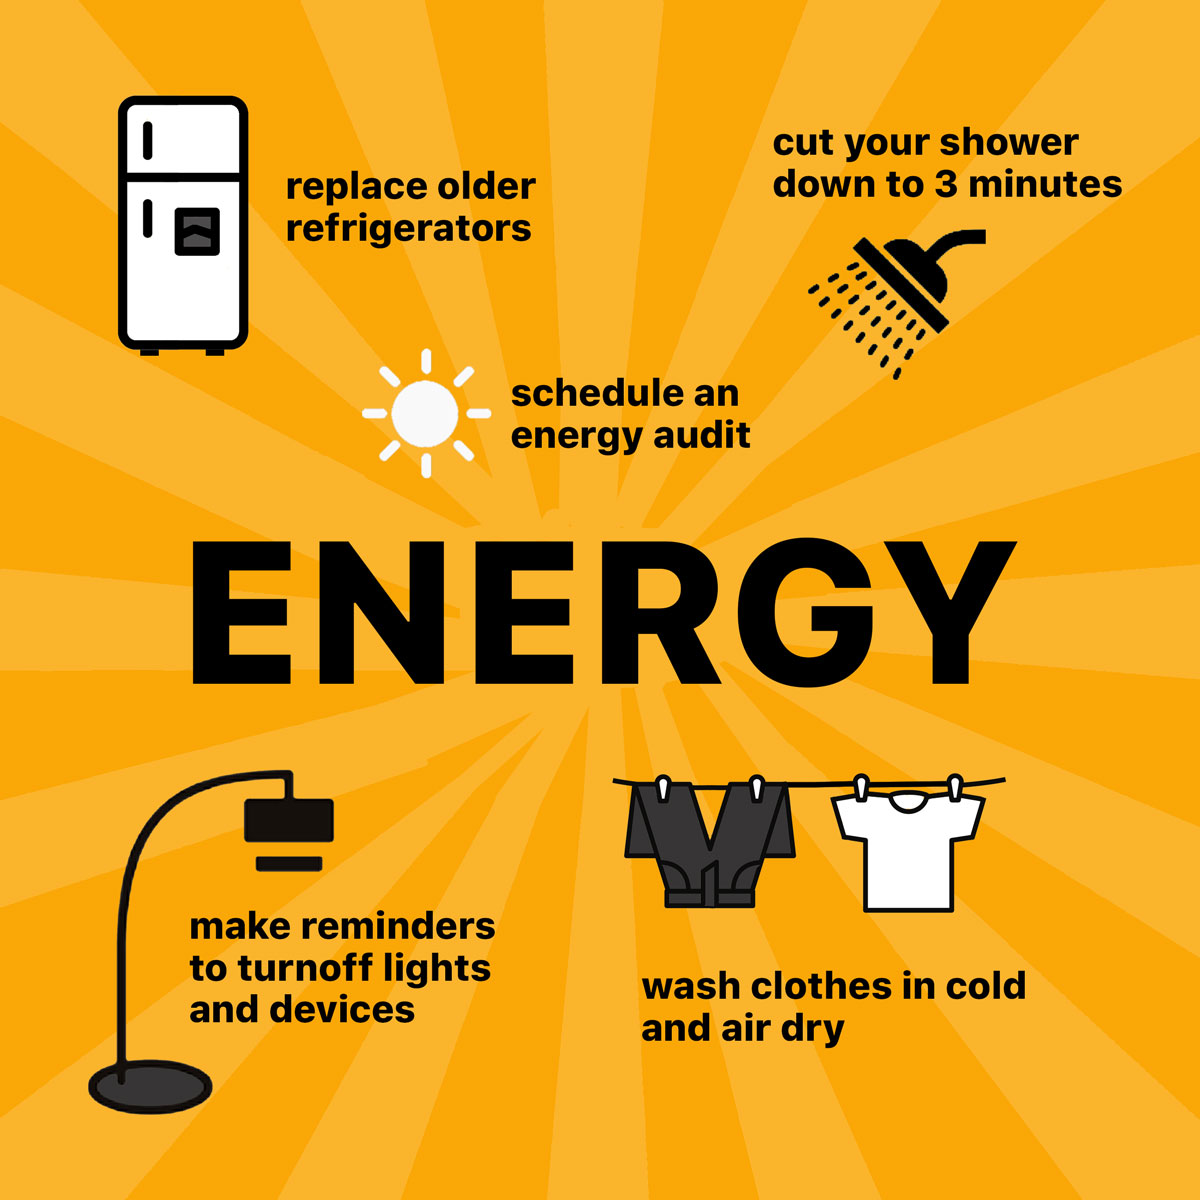 replace older
refrigerators
cut your shower
down to 3 minutes
schedule an
energy audit
ENERGY
make reminders
to turnoff lights
and devices
wash clothes in cold
and air dry